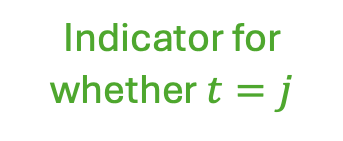 Indicator for
whether t = j